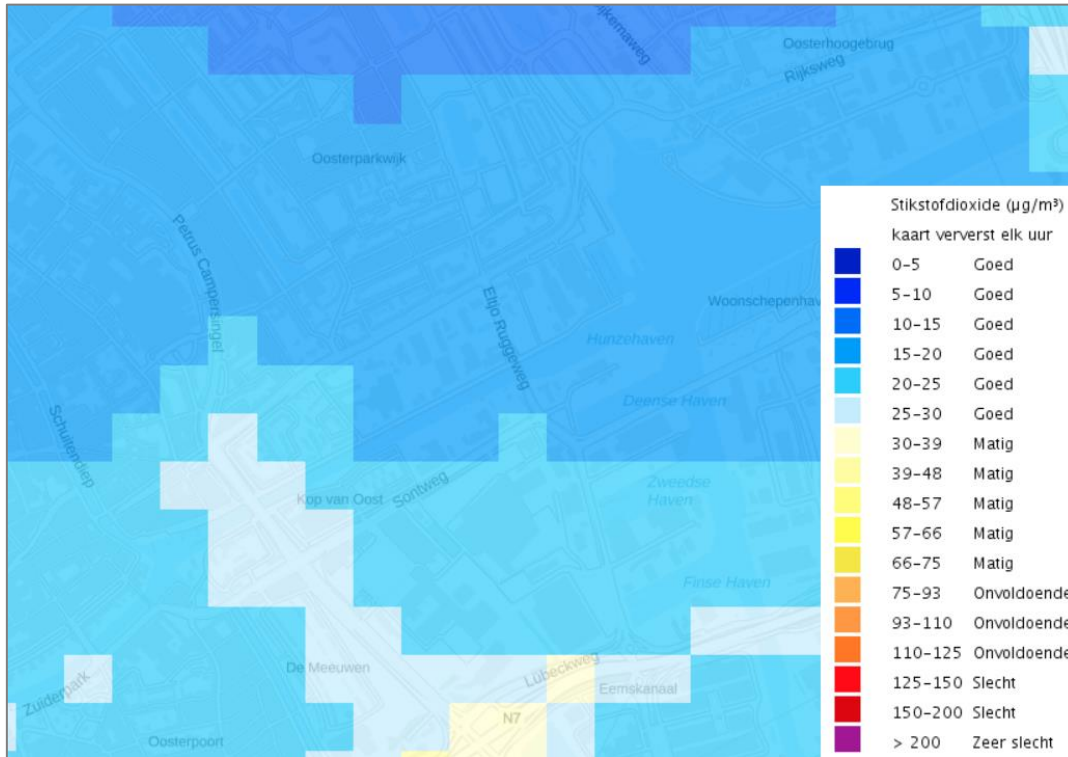 Oosterhoogebrug
Rijksweg
Oosterparkwijk
Petrus Campersingel
Eltjo Ruggeweg
Hunzehaven
Deense Haven
Schuitendiep
Kop van Oost
Sontweg
Zweedse
Haven
Finse Haven
De Meeuwen
Lübeckweg
Eemskanaal
Zuiderpark
N7
Oosterpoort
Stikstofdioxide (µg/m³)
kaart ververst elk uur
0-5 Goed
5-10 Goed
10-15 Goed
15-20 Goed
20-25 Goed
25-30 Goed
30-39 Matig
39-48 Matig
48-57 Matig
57-66 Matig
66-75 Matig
75-93 Onvoldoende
93-110 Onvoldoende
110-125 Onvoldoende
125-150 Slecht
150-200 Slecht
> 200 Zeer slecht